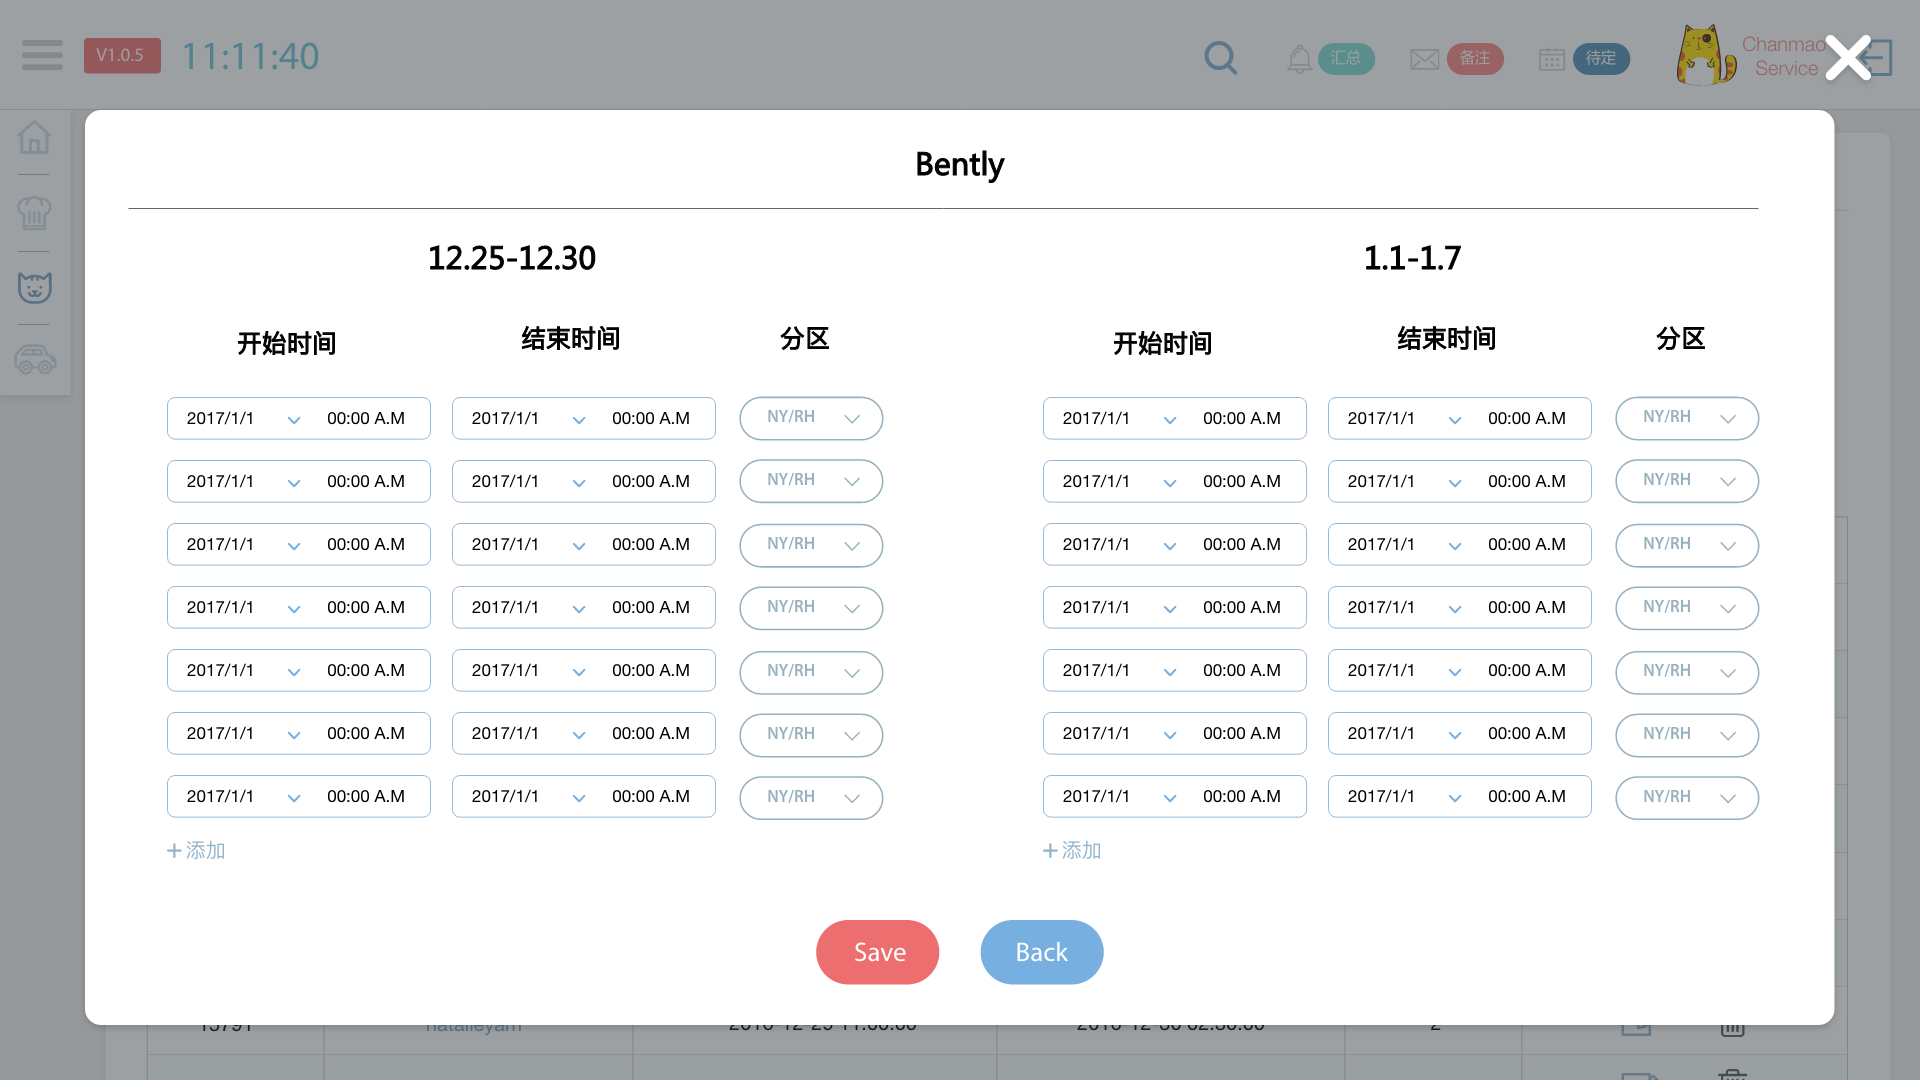 V1.0.5 11:11:40 汇总 备注 待定 Chanmao
Service
Bently
12.25-12.30 1.1-1.7
开始时间 结束时间 分区 开始时间 结束时间 分区
2017/1/1 00:00 A.M 2017/1/1 00:00 A.M NY/RH 2017/1/1 00:00 A.M 2017/1/1 00:00 A.M NY/RH
2017/1/1 00:00 A.M 2017/1/1 00:00 A.M NY/RH 2017/1/1 00:00 A.M 2017/1/1 00:00 A.M NY/RH
2017/1/1 00:00 A.M 2017/1/1 00:00 A.M NY/RH 2017/1/1 00:00 A.M 2017/1/1 00:00 A.M NY/RH
2017/1/1 00:00 A.M 2017/1/1 00:00 A.M NY/RH 2017/1/1 00:00 A.M 2017/1/1 00:00 A.M NY/RH
2017/1/1 00:00 A.M 2017/1/1 00:00 A.M NY/RH 2017/1/1 00:00 A.M 2017/1/1 00:00 A.M NY/RH
2017/1/1 00:00 A.M 2017/1/1 00:00 A.M NY/RH 2017/1/1 00:00 A.M 2017/1/1 00:00 A.M NY/RH
2017/1/1 00:00 A.M 2017/1/1 00:00 A.M NY/RH 2017/1/1 00:00 A.M 2017/1/1 00:00 A.M NY/RH
+添加 +添加
Save Back